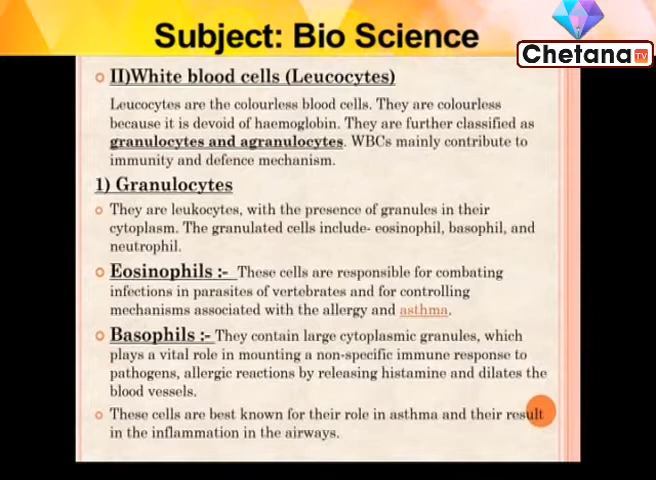 Subject: Bio Science
Chetana TV
II)White blood cells (Leucocytes)
Leucocytes are the colourless blood cells. They are colourless
because it is devoid of haemoglobin. They are further classified as
granulocytes and agranulocytes. WBCs mainly contribute to
immunity and defence mechanism.
1) Granulocytes
They are leukocytes, with the presence of granules in their
cytoplasm. The granulated cells include- eosinophil, basophil, and
neutrophil.
Eosinophils :- These cells are responsible for combating
infections in parasites of vertebrates and for controlling
mechanisms associated with the allergy and asthma.
Basophils :- They contain large cytoplasmic granules, which
plays a vital role in mounting a non-specific immune response to
pathogens, allergic reactions by releasing histamine and dilates the
blood vessels.
These cells are best known for their role in asthma and their result
in the inflammation in the airways.